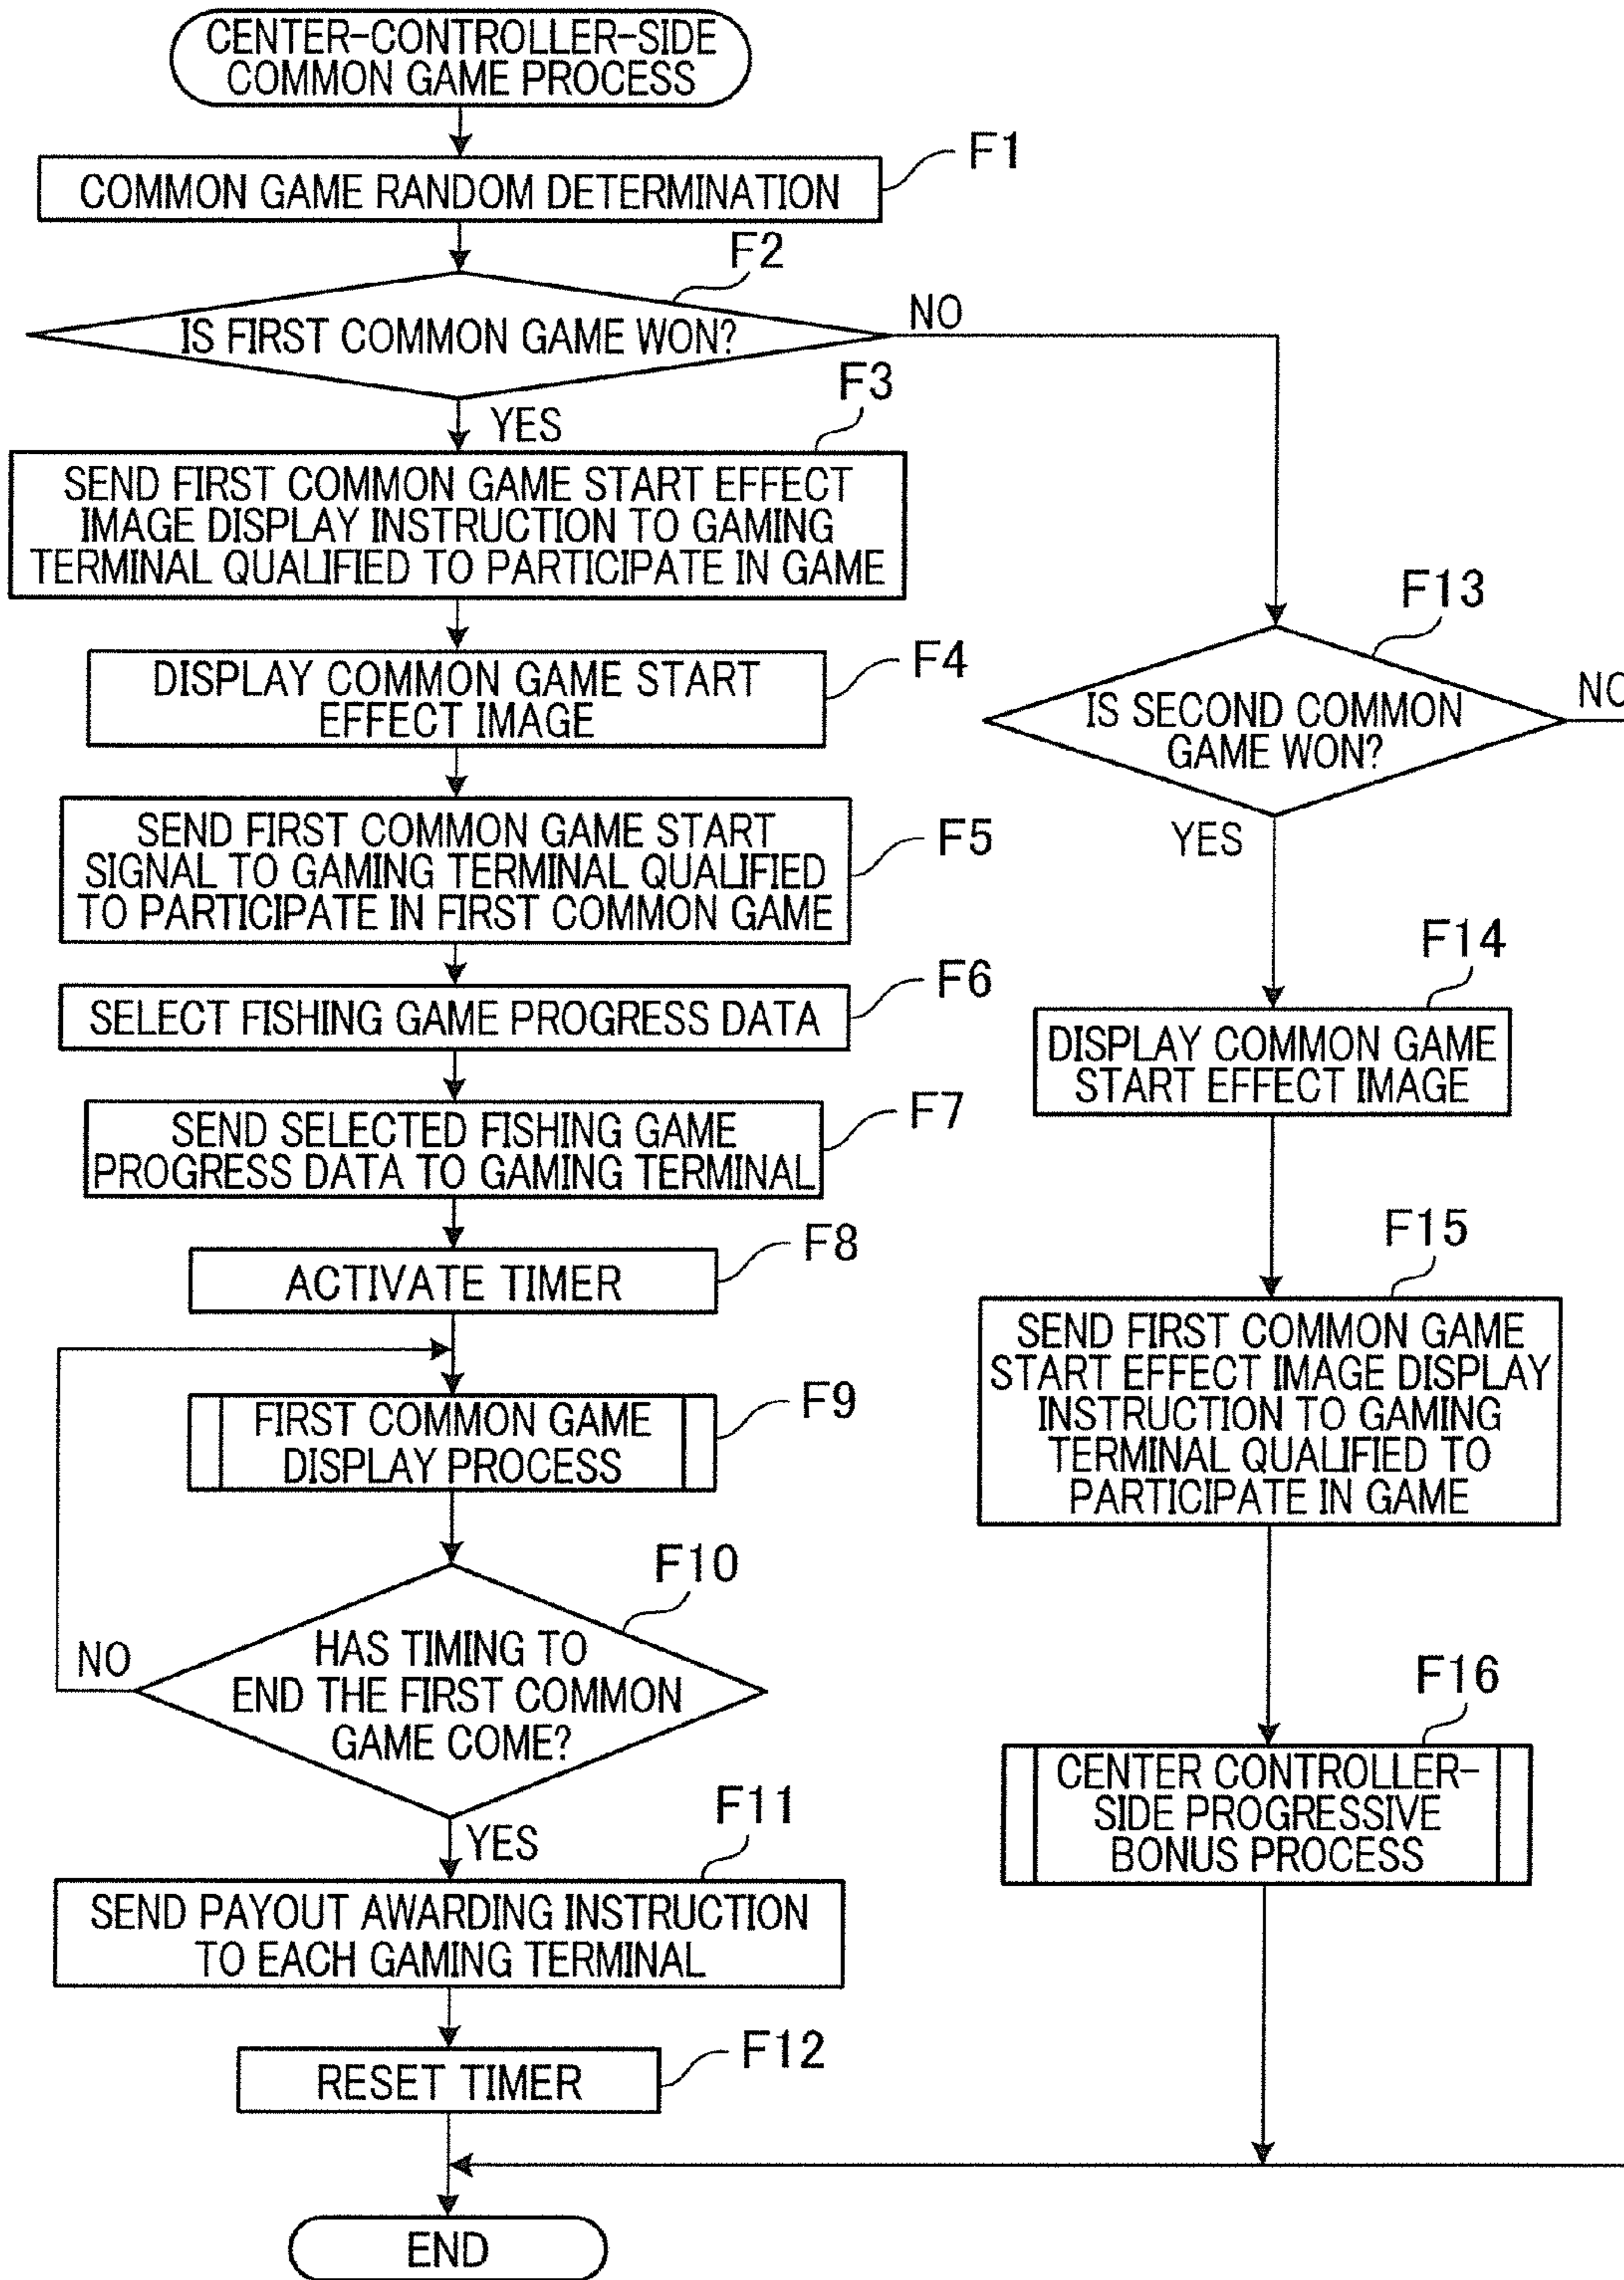 CENTER-CONTROLLER-SIDE
COMMON GAME PROCESS
F1
COMMON GAME RANDOM DETERMINATION
F2
IS FIRST COMMON GAME WON?
NO
YES
F3
SEND FIRST COMMON GAME START EFFECT
IMAGE DISPLAY INSTRUCTION TO GAMING
TERMINAL QUALIFIED TO PARTICIPATE IN GAME
F4
DISPLAY COMMON GAME START
EFFECT IMAGE
F5
SEND FIRST COMMON GAME START
SIGNAL TO GAMING TERMINAL QUALIFIED
TO PARTICIPATE IN FIRST COMMON GAME
F6
SELECT FISHING GAME PROGRESS DATA
F7
SEND SELECTED FISHING GAME
PROGRESS DATA TO GAMING TERMINAL
F8
ACTIVATE TIMER
F9
FIRST COMMON GAME
DISPLAY PROCESS
F10
HAS TIMING TO
END THE FIRST COMMON
GAME COME?
NO
YES
F11
SEND PAYOUT AWARDING INSTRUCTION
TO EACH GAMING TERMINAL
F12
RESET TIMER
END
F13
IS SECOND COMMON
GAME WON?
NO
YES
F14
DISPLAY COMMON GAME
START EFFECT IMAGE
F15
SEND FIRST COMMON GAME
START EFFECT IMAGE DISPLAY
INSTRUCTION TO GAMING
TERMINAL QUALIFIED TO
PARTICIPATE IN GAME
F16
CENTER CONTROLLER-
SIDE PROGRESSIVE
BONUS PROCESS